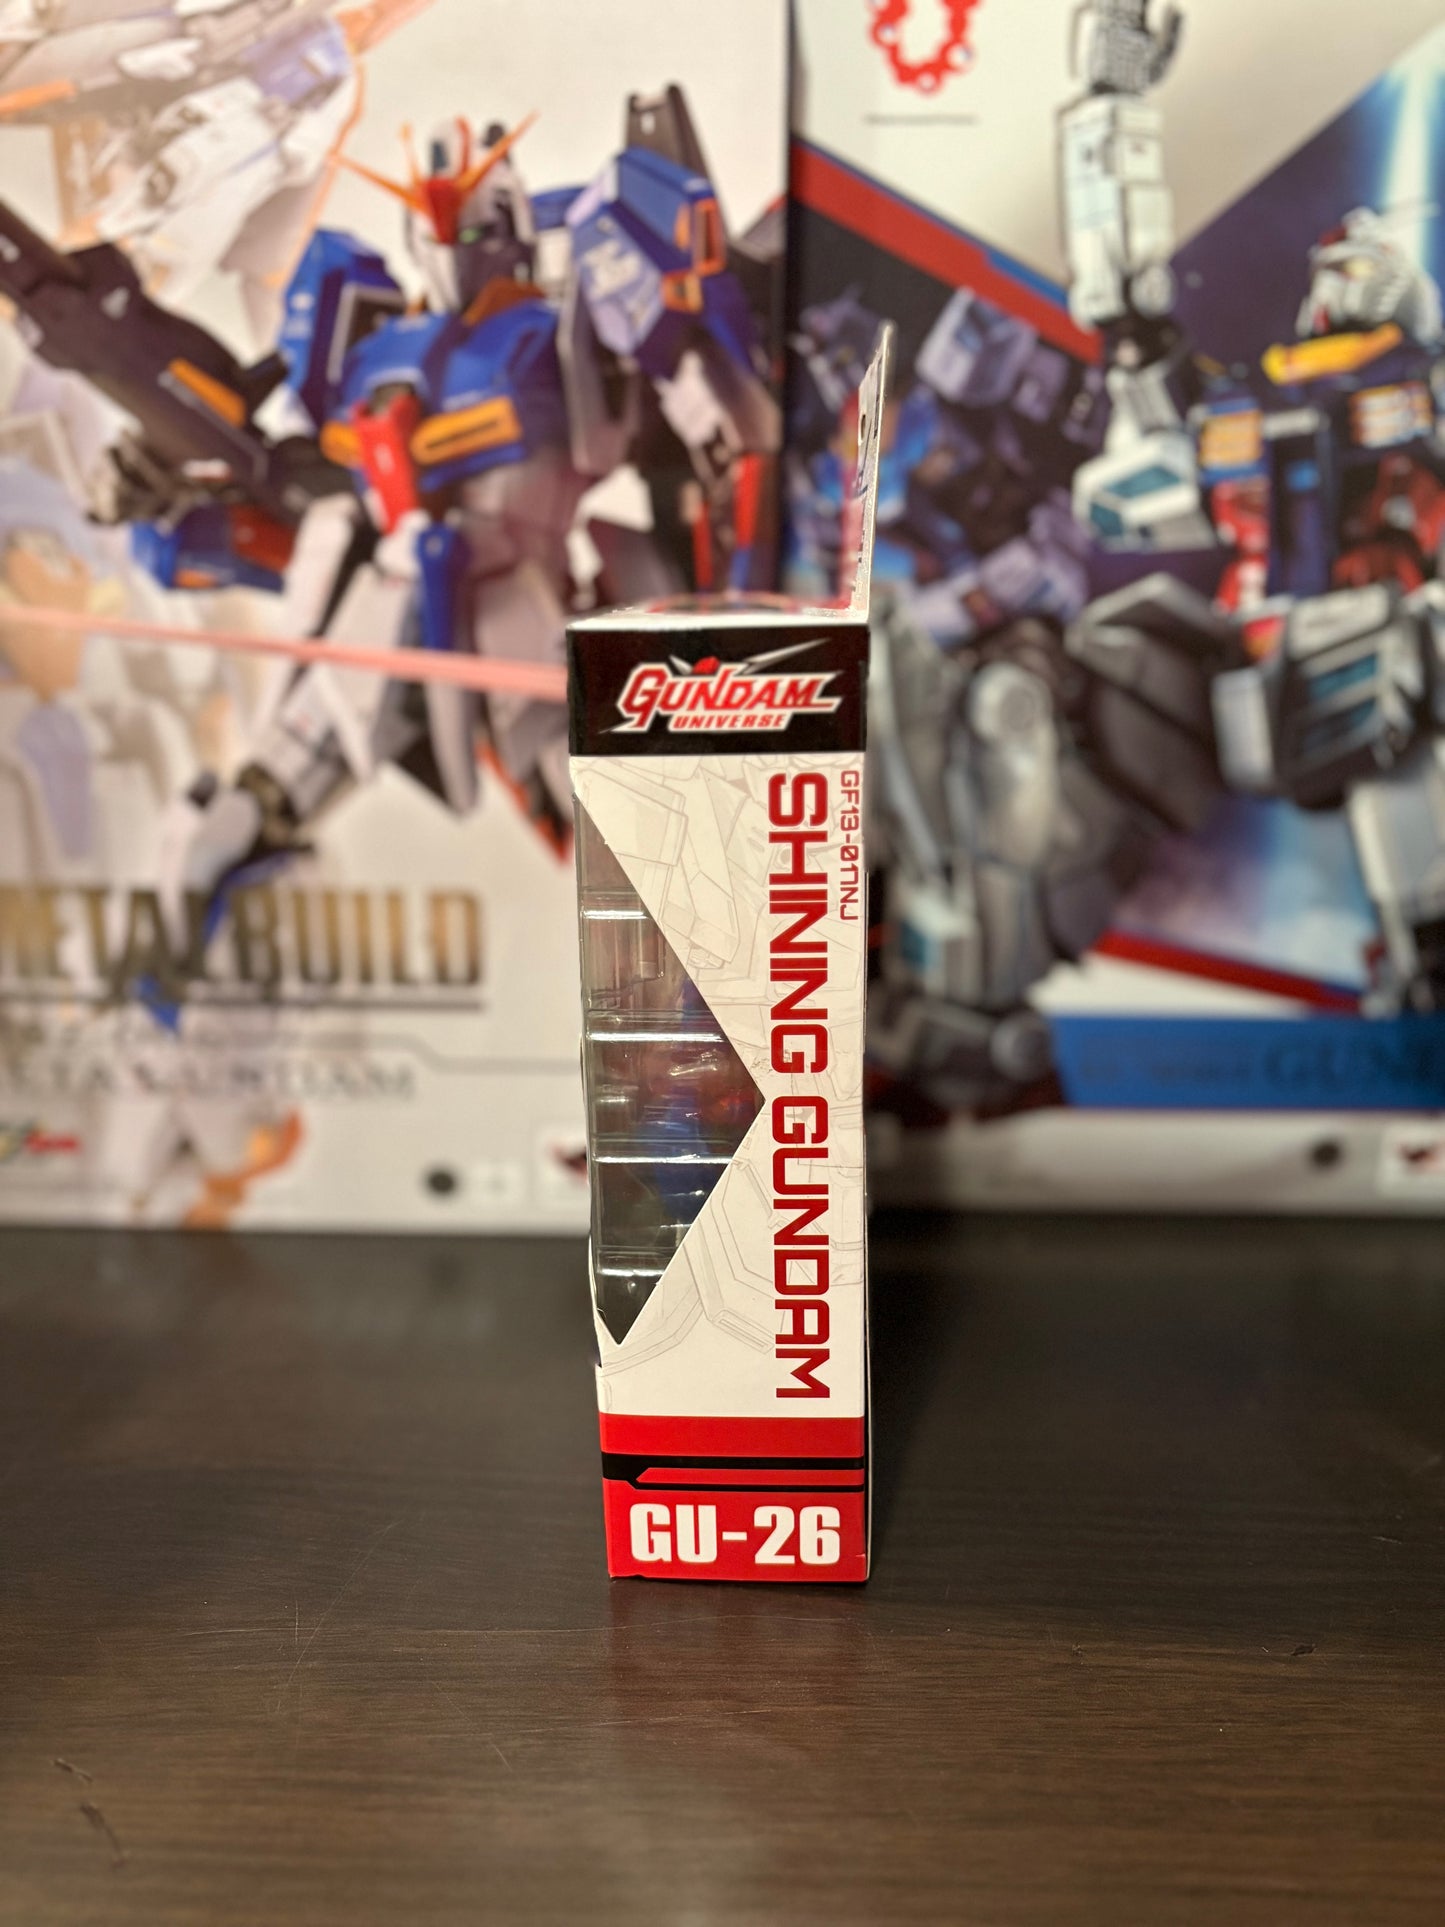 GUNDAM
UNIVERSE
GF13-017NJ
SHINING GUNDAM
GU-26
METAL BUILD